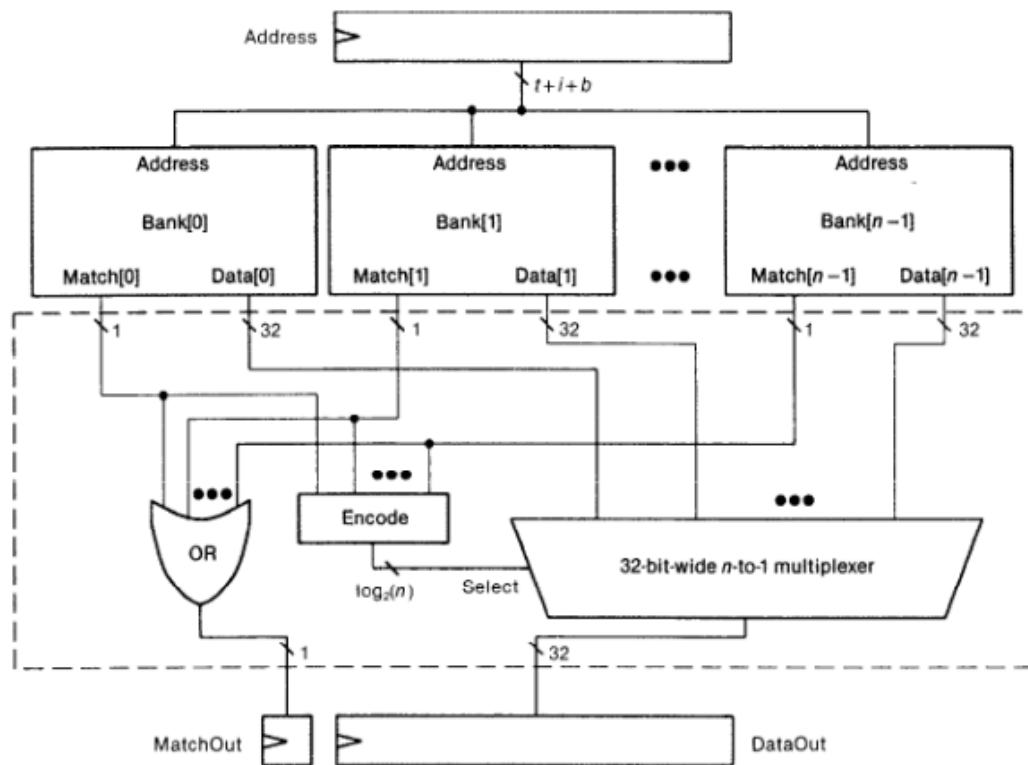 Address
t+i+b
Address Address ••• Address
Bank[0] Bank[1] Bank[n−1]
Match[0] Data[0] Match[1] Data[1] ••• Match[n−1] Data[n−1]
1 32 1 32 1 32
•••
••• •••
Encode
OR 32-bit-wide n-to-1 multiplexer
log₂(n) Select
1 32
MatchOut DataOut